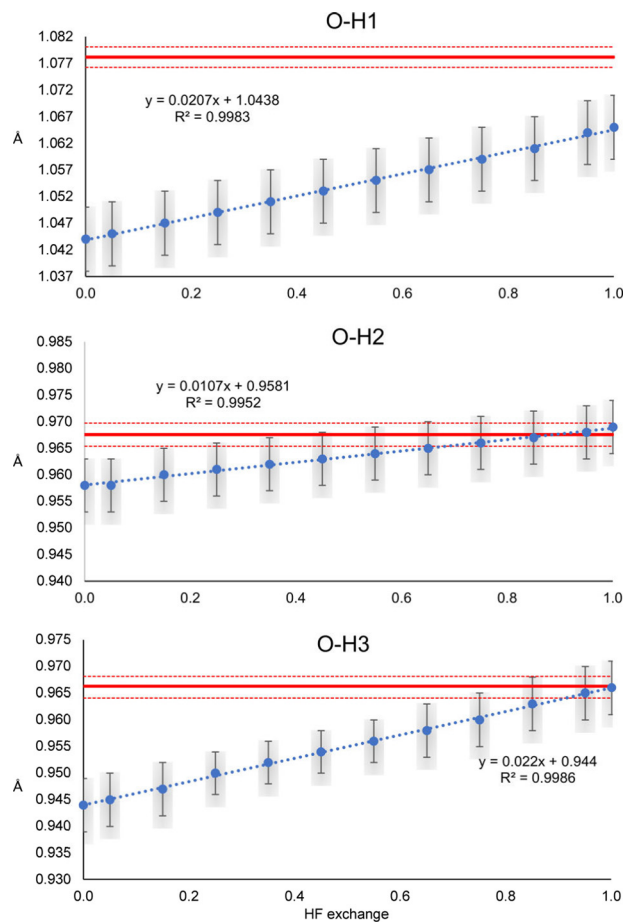 O-H1
1.082
1.077
1.072
1.067
1.062
1.057
1.052
1.047
1.042
1.037
Å
y = 0.0207x + 1.0438
R² = 0.9983
0.0 0.2 0.4 0.6 0.8 1.0
O-H2
0.985
0.980
0.975
0.970
0.965
0.960
0.955
0.950
0.945
0.940
Å
y = 0.0107x + 0.9581
R² = 0.9952
0.0 0.2 0.4 0.6 0.8 1.0
O-H3
0.975
0.970
0.965
0.960
0.955
0.950
0.945
0.940
0.935
0.930
Å
y = 0.022x + 0.944
R² = 0.9986
0.0 0.2 0.4 0.6 0.8 1.0
HF exchange